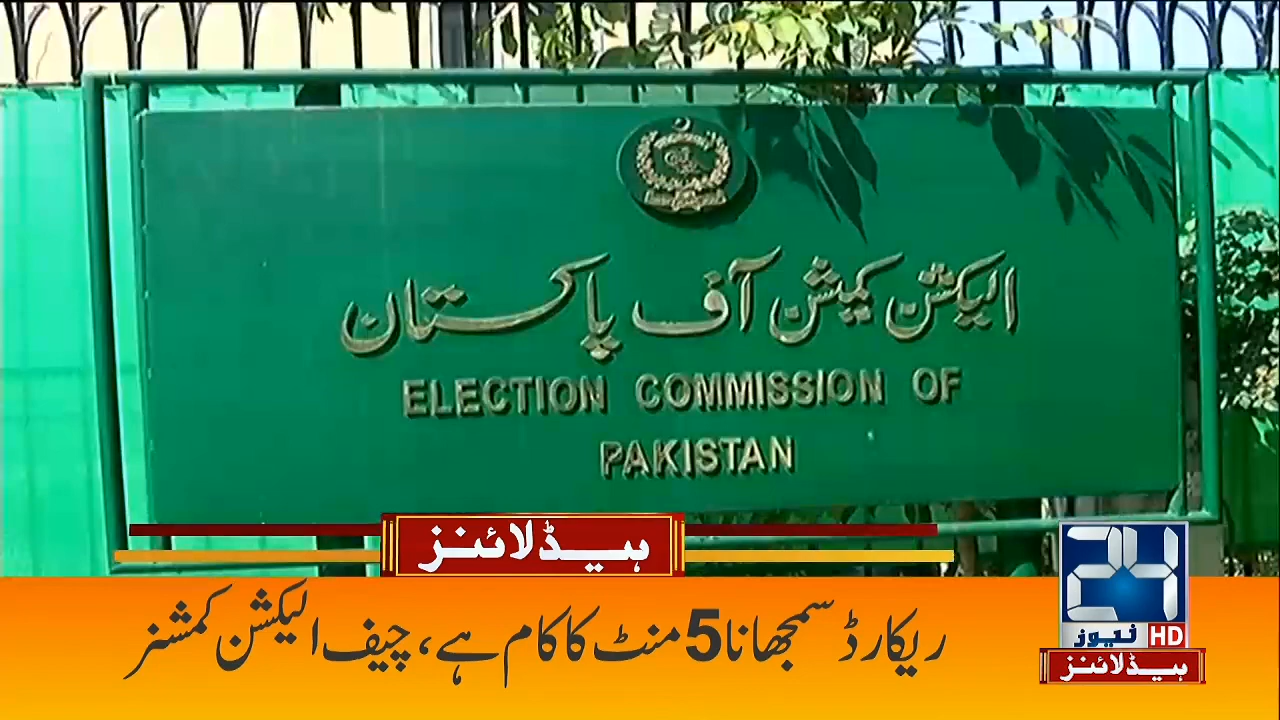 الیکشن کمیشن آف پاکستان
ELECTION COMMISSION OF
PAKISTAN
ہیڈلائنز
ریکارڈ سمجھانا 5 منٹ کا کام ہے، چیف الیکشن کمشنر
24
نیوز HD
ہیڈلائنز